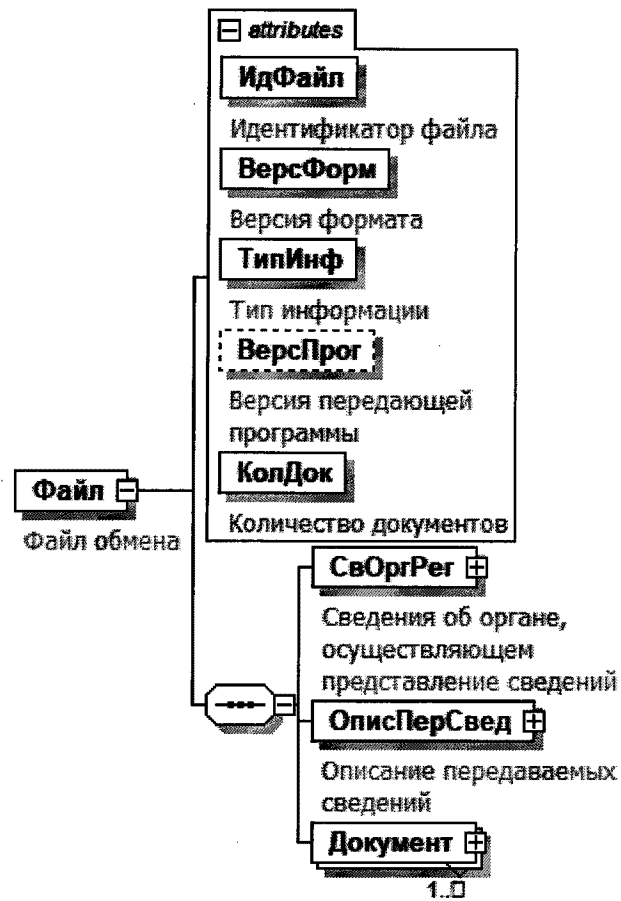 attributes
ИдФайл
Идентификатор файла
ВерсФорм
Версия формата
ТипИнф
Тип информации
ВерсПрог
Версия передающей
программы
КолДок
Количество документов
Файл
Файл обмена
СвОргРег
Сведения об органе,
осуществляющем
представление сведений
ОписПерСвед
Описание передаваемых
сведений
Документ
1..□